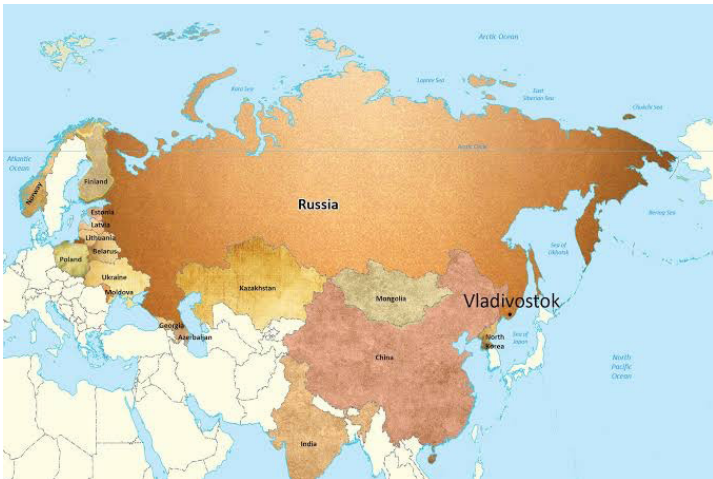 Arctic Ocean
Kara Sea
Laptev Sea
East
Siberian Sea
Chukchi Sea
Arctic Circle
Atlantic
Ocean
Norway
Finland
Russia
Bering Sea
Estonia
Latvia
Lithuania
Belarus
Poland
Ukraine
Moldova
Sea of
Okhotsk
Kazakhstan
Mongolia
Vladivostok
Georgia
Azerbaijan
North
Korea
Sea of
Japan
China
North
Pacific
Ocean
India